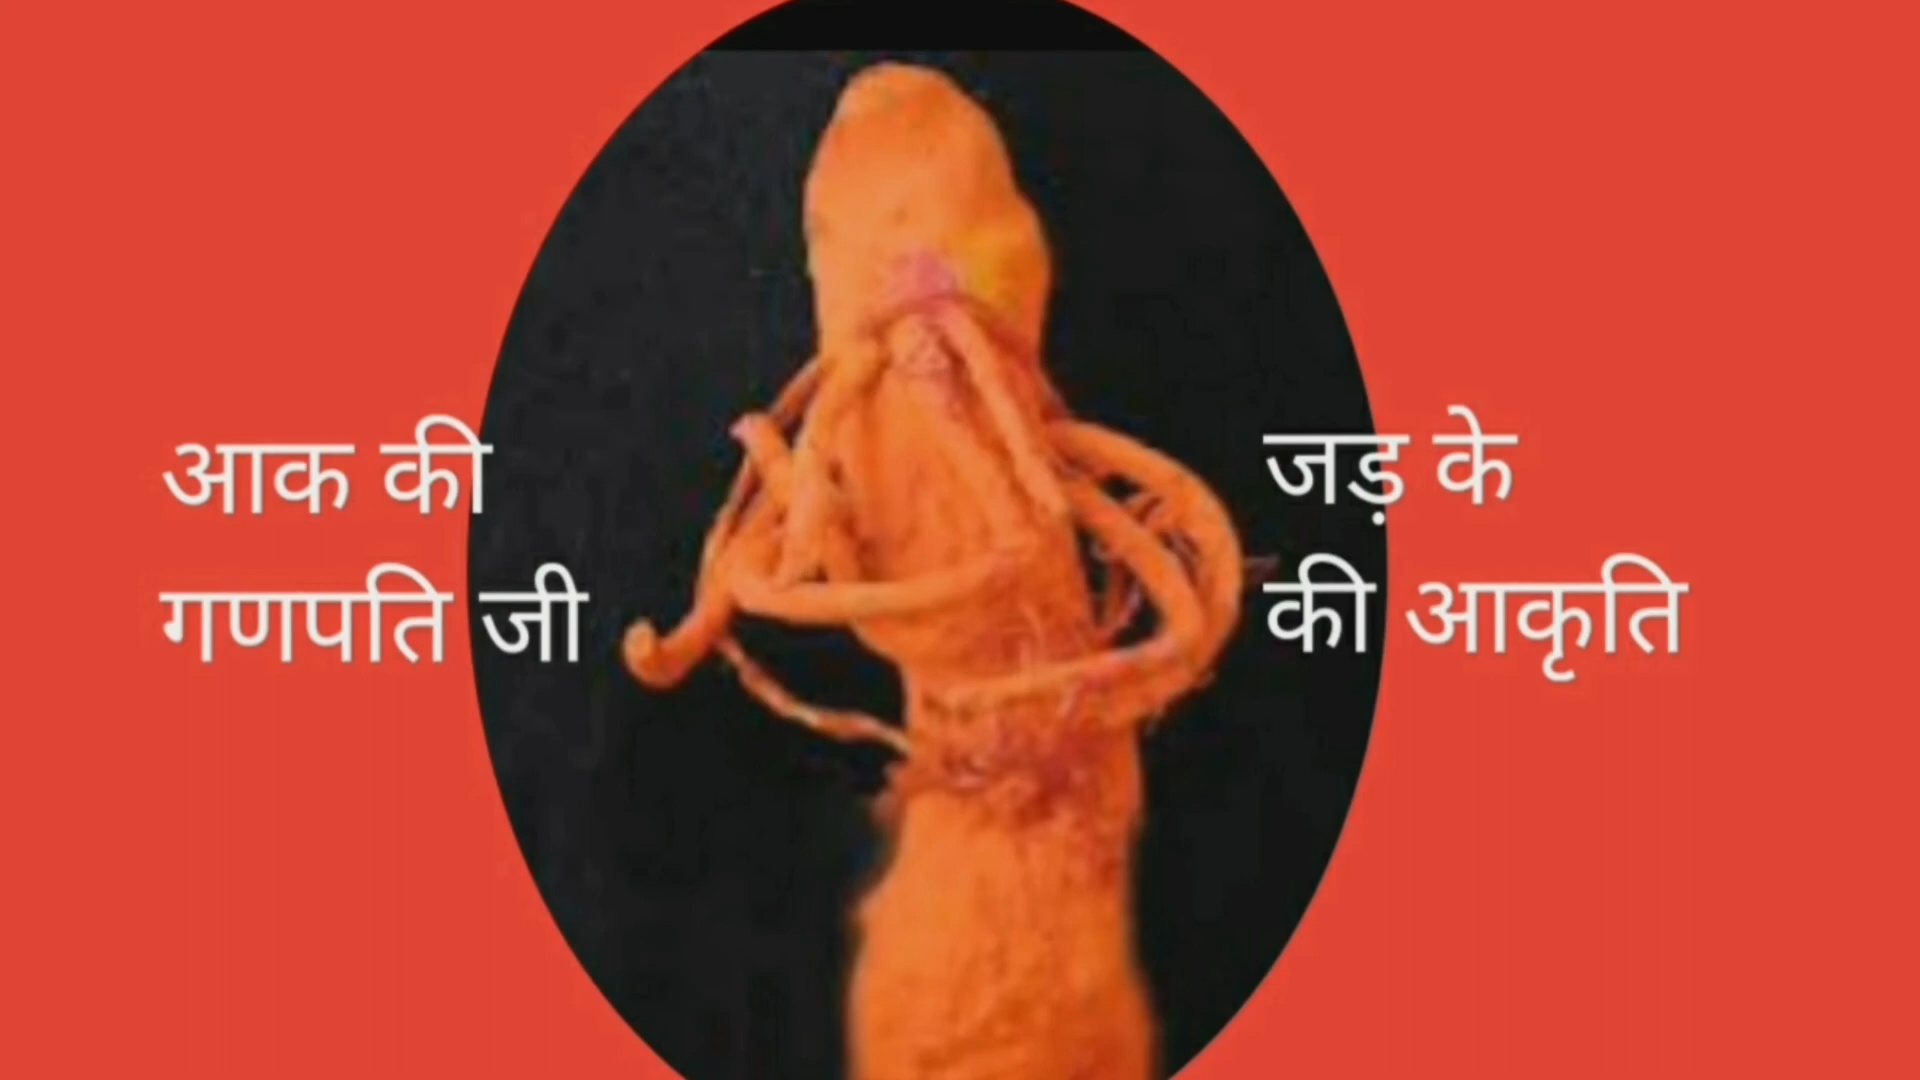 आक की
गणपति जी
जड़ के
की आकृति